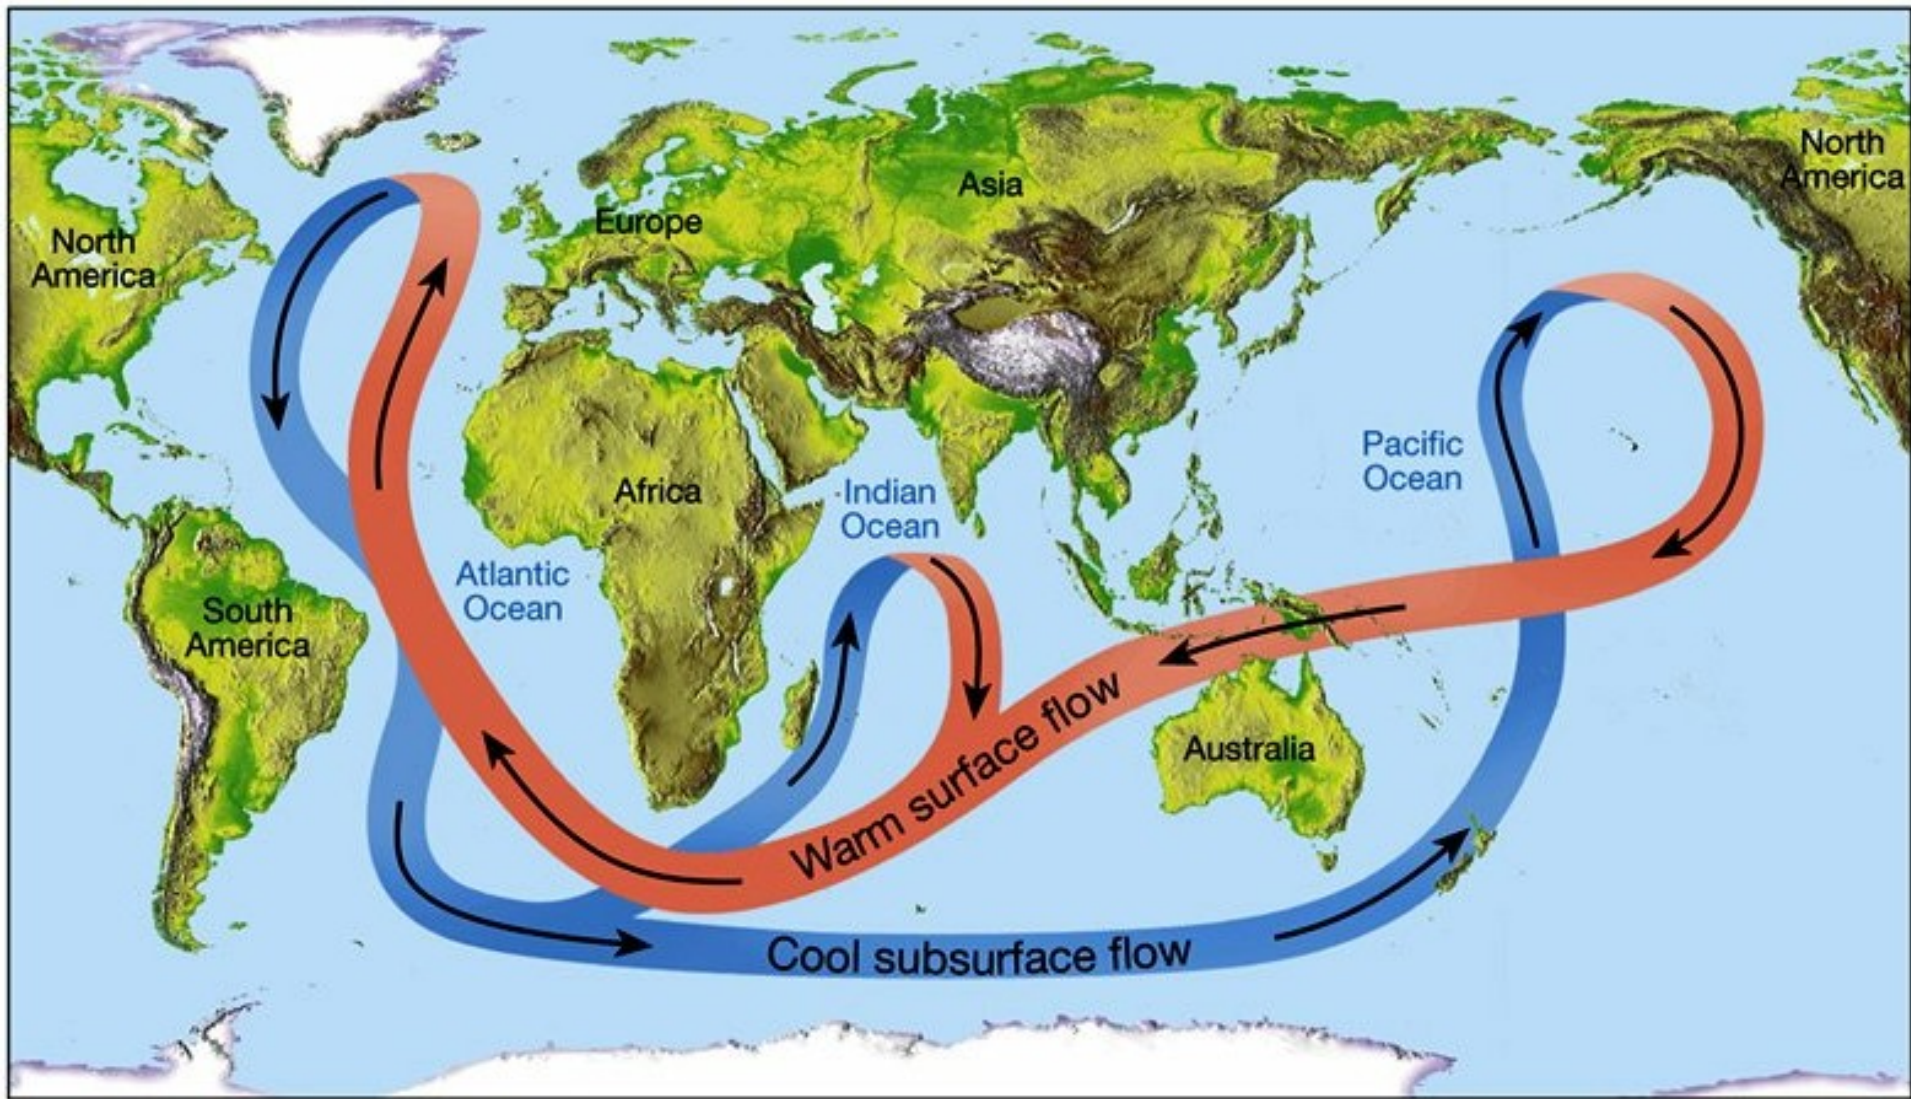 North
America
Europe
Asia
North
America
Pacific
Ocean
Africa
Indian
Ocean
Atlantic
Ocean
South
America
Australia
Warm surface flow
Cool subsurface flow